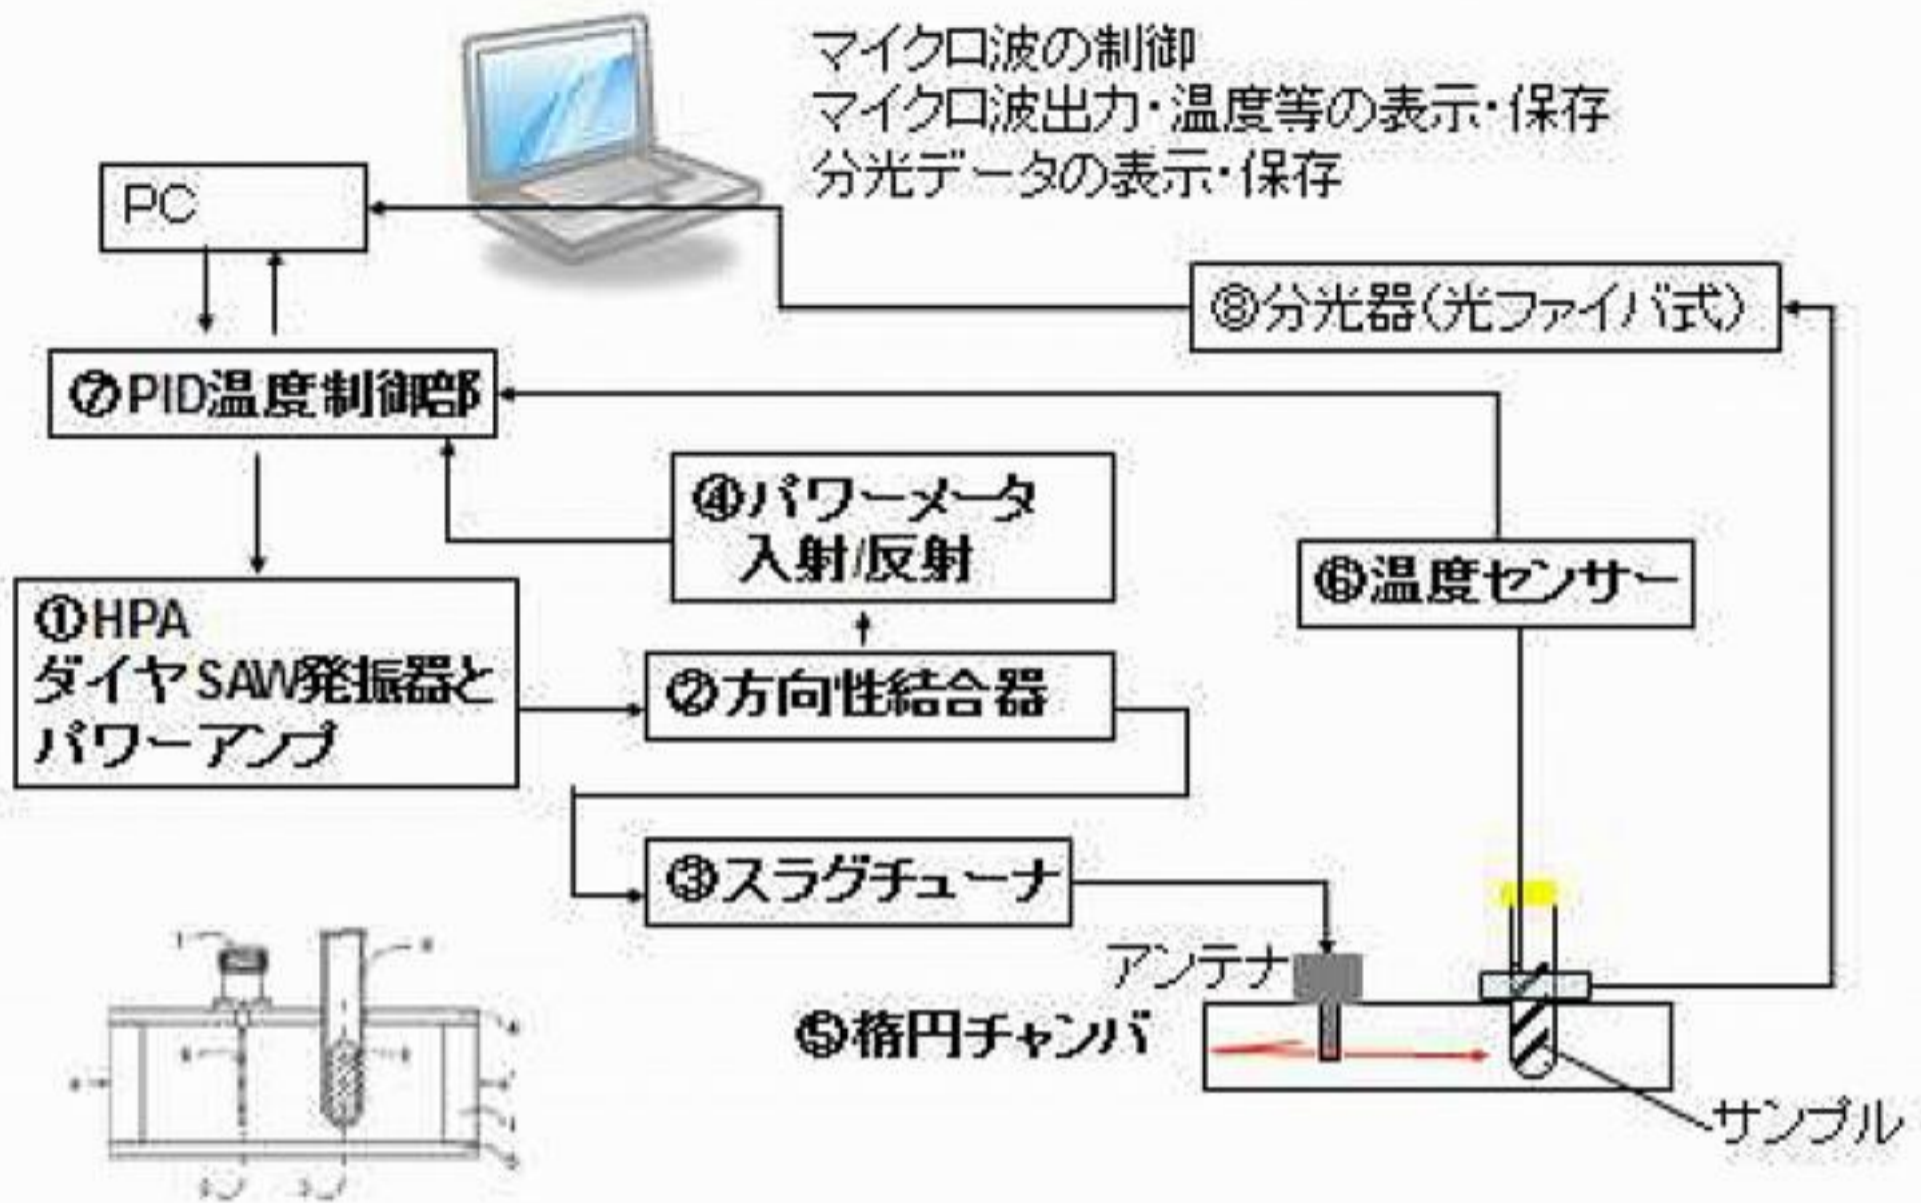 マイクロ波の制御
マイクロ波出力・温度等の表示・保存
分光データの表示・保存
PC
⑧分光器(光ファイバ式)
⑦PID温度制御部
④パワーメータ
入射/反射
⑥温度センサー
①HPA
ダイヤSAW発振器と
パワーアンプ
②方向性結合器
③スラグチューナ
アンテナ
⑤楕円チャンバ
サンプル